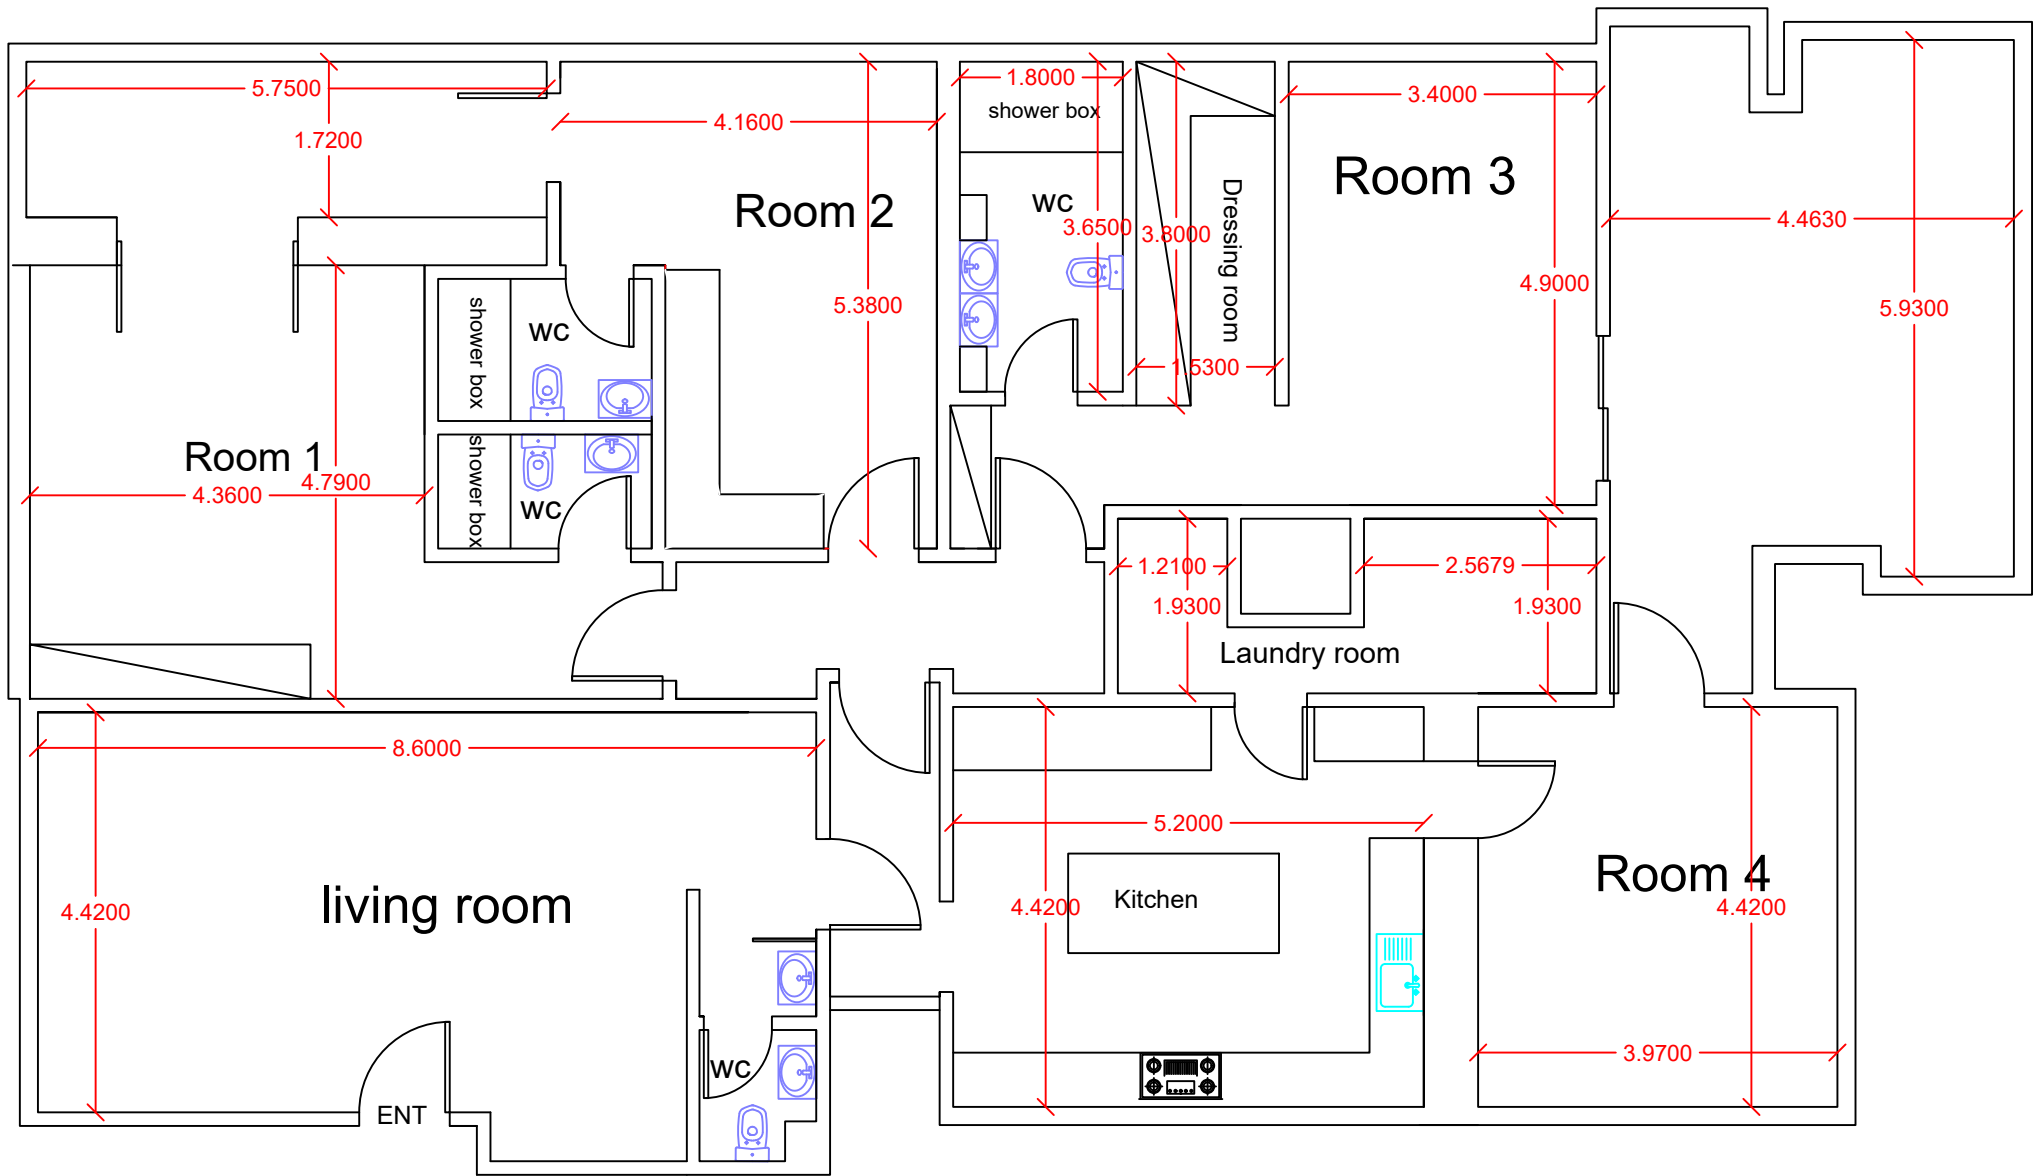 5.7500
1.7200
4.1600
5.3800
Room 2
1.8000
shower box
wc
3.6500
3.8000
Dressing room
1.5300
3.4000
Room 3
4.9000
4.4630
5.9300
shower box
wc
shower box
wc
Room 1
4.3600
4.7900
1.2100
1.9300
2.5679
1.9300
Laundry room
8.6000
4.4200
living room
ENT
wc
5.2000
4.4200
Kitchen
Room 4
4.4200
3.9700